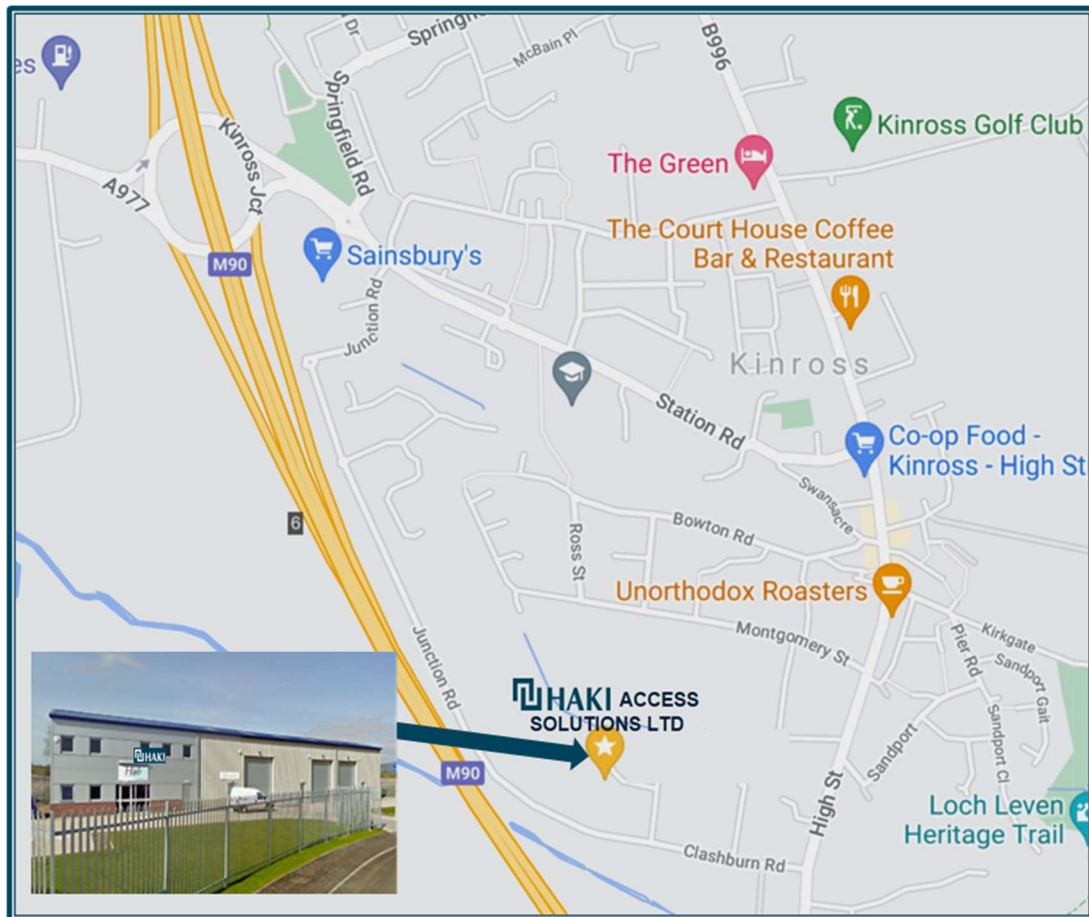 Springf
Dr
McBain Pl
B996
es
Springfield Rd
Kinross Jct
Kinross Golf Club
The Green
A977
The Court House Coffee
Bar & Restaurant
Sainsbury's
M90
Junction Rd
Kinross
Station Rd
Co-op Food -
Kinross - High St
Swansacre
6
Bowton Rd
Ross St
Unorthodox Roasters
Montgomery St
Kirkgate
Pier Rd
Junction Rd
Sandport Gait
HAKI ACCESS
SOLUTIONS LTD
Sandport Cl
Sandport
HAKI
M90
High St
Loch Leven
Heritage Trail
Clashburn Rd